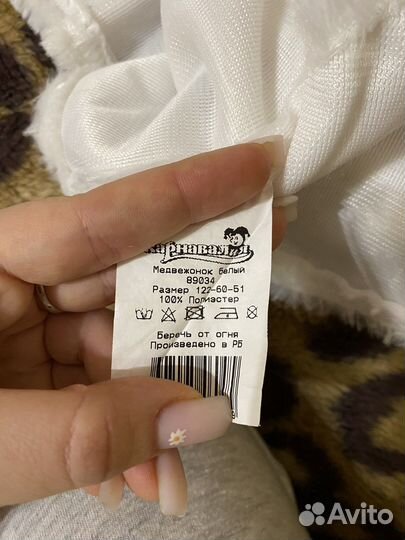 Карнавалия
Медвежонок белый
89034
Размер 122-60-51
100% Полиэстер
Беречь от огня
Произведено в РБ
Avito